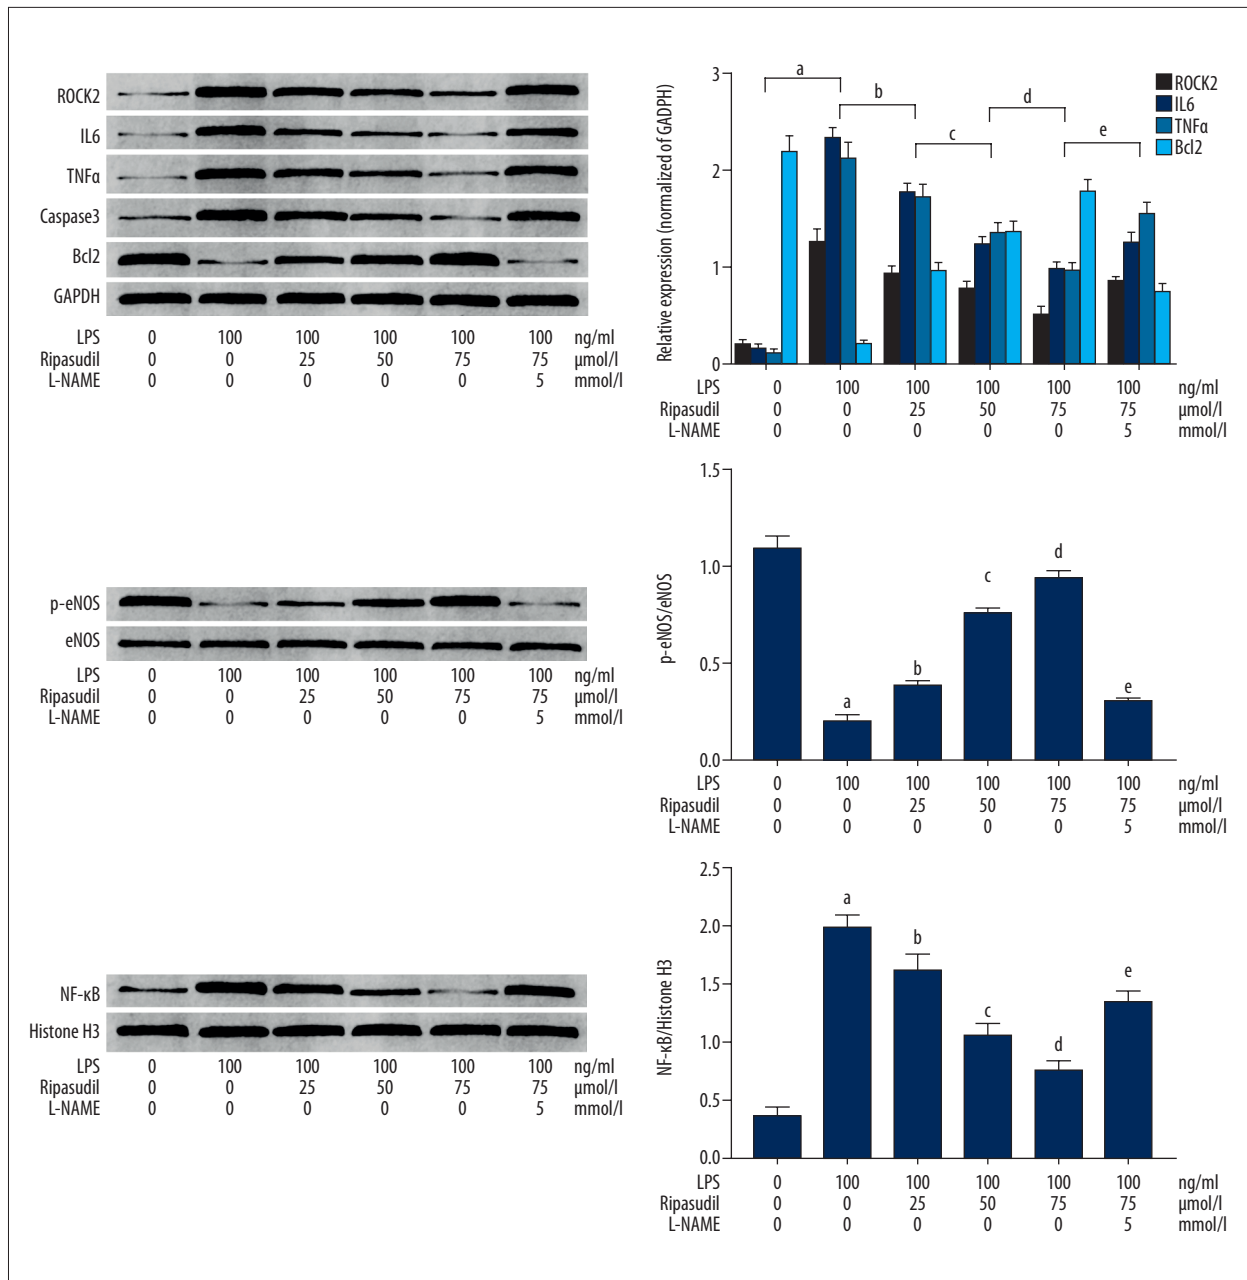 ROCK2
IL6
TNFα
Caspase3
Bcl2
GAPDH
LPS 0 100 100 100 100 100 ng/ml
Ripasudil 0 0 25 50 75 75 μmol/l
L-NAME 0 0 0 0 0 5 mmol/l
Relative expression (normalized of GADPH)
3
2
1
0
a
b
c
d
e
ROCK2
IL6
TNFα
Bcl2
LPS 0 100 100 100 100 100 ng/ml
Ripasudil 0 0 25 50 75 75 μmol/l
L-NAME 0 0 0 0 0 5 mmol/l
p-eNOS
eNOS
LPS 0 100 100 100 100 100 ng/ml
Ripasudil 0 0 25 50 75 75 μmol/l
L-NAME 0 0 0 0 0 5 mmol/l
p-eNOS/eNOS
1.5
1.0
0.5
0.0
a
b
c
d
e
LPS 0 100 100 100 100 100 ng/ml
Ripasudil 0 0 25 50 75 75 μmol/l
L-NAME 0 0 0 0 0 5 mmol/l
NF-κB
Histone H3
LPS 0 100 100 100 100 100 ng/ml
Ripasudil 0 0 25 50 75 75 μmol/l
L-NAME 0 0 0 0 0 5 mmol/l
NF-κB/Histone H3
2.5
2.0
1.5
1.0
0.5
0.0
a
b
c
d
e
LPS 0 100 100 100 100 100 ng/ml
Ripasudil 0 0 25 50 75 75 μmol/l
L-NAME 0 0 0 0 0 5 mmol/l